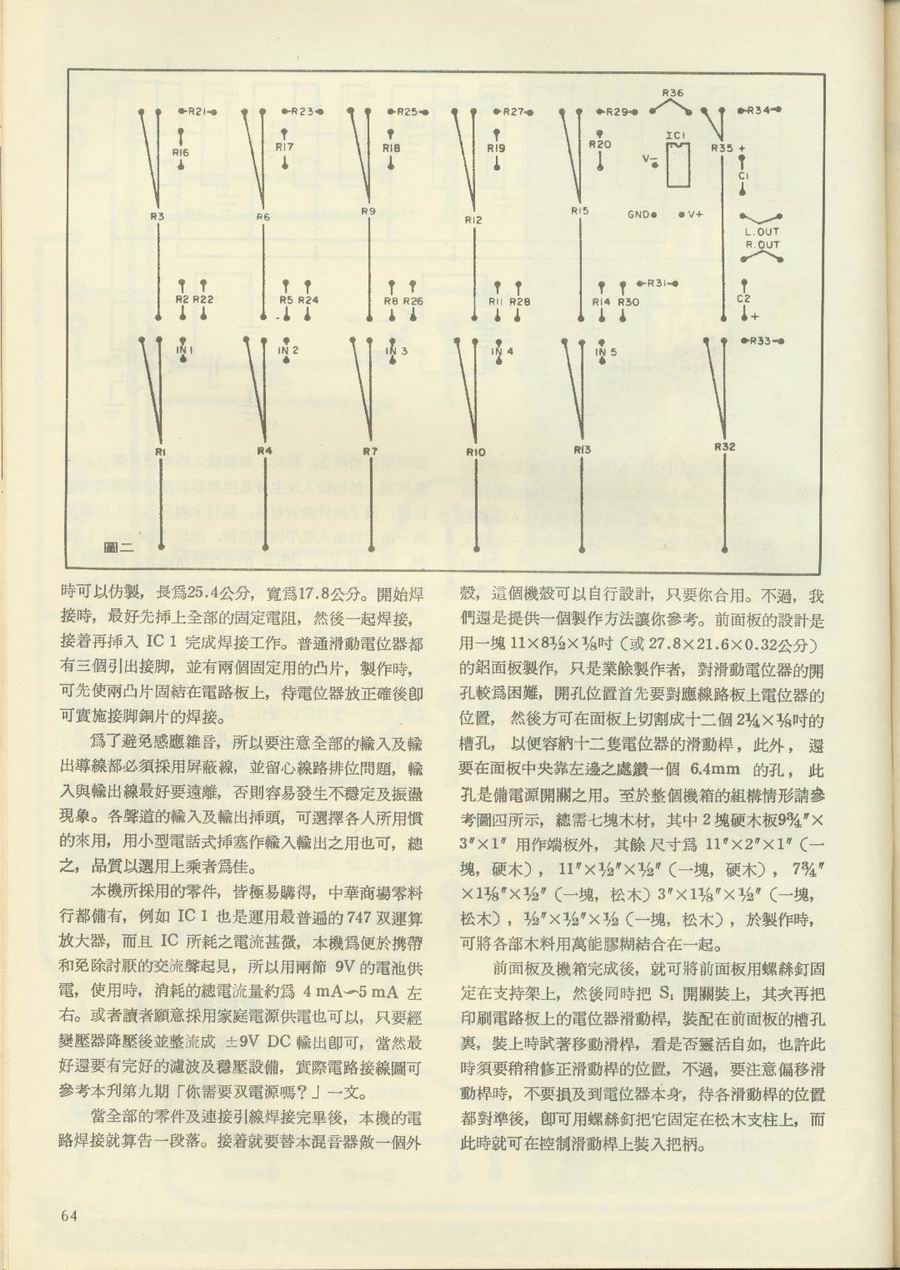 R36
R21 R23 R25 R27 R29 R34
R16 R17 R18 R19 R20 IC1 R35 +
V-
C1
R3 R6 R9 R12 R15 GND V+
L.OUT
R.OUT
R31
R2 R22 R5 R24 R8 R26 R11 R28 R14 R30 C2
+
IN 1 IN 2 IN 3 IN 4 IN 5 R33
R1 R4 R7 R10 R13 R32
圖二
時可以仿製，長爲25.4公分，寬爲17.8公分。開始焊
接時，最好先揷上全部的固定電阻，然後一起焊接，
接着再揷入 IC 1 完成焊接工作。普通滑動電位器都
有三個引出接脚，並有兩個固定用的凸片，製作時，
可先使兩凸片固結在電路板上，待電位器放正確後卽
可實施接脚銅片的焊接。
爲了避免感應雜音，所以要注意全部的輸入及輸
出導線都必須採用屏蔽線，並留心線路排位問題，輸
入與輸出線最好要遠離，否則容易發生不穩定及振盪
現象。各聲道的輸入及輸出揷頭，可選擇各人所用慣
的來用，用小型電話式揷塞作輸入輸出之用也可，總
之，品質以選用上乘者爲佳。
本機所採用的零件，皆極易購得，中華商場零料
行都備有，例如 IC 1 也是運用最普遍的 747 双運算
放大器，而且 IC 所耗之電流甚微，本機爲便於携帶
和免除討厭的交流聲起見，所以用兩節 9V 的電池供
電，使用時，消耗的總電流量約爲 4 mA～5 mA 左
右。或者讀者願意採用家庭電源供電也可以，只要經
變壓器降壓後並整流成 ±9V DC 輸出卽可，當然最
好還要有完好的濾波及穩壓設備，實際電路接線圖可
參考本刋第九期「你需要双電源嗎？」一文。
當全部的零件及連接引線焊接完畢後，本機的電
路焊接就算告一段落。接着就要替本混音器做一個外
殼，這個機殼可以自行設計，只要你合用。不過，我
們還是提供一個製作方法讓你參考。前面板的設計是
用一塊 11×8½×⅛吋（或 27.8×21.6×0.32公分）
的鋁面板製作，只是業餘製作者，對滑動電位器的開
孔較爲困難，開孔位置首先要對應線路板上電位器的
位置，然後方可在面板上切割成十二個 2¼×⅛吋的
槽孔，以便容納十二隻電位器的滑動桿，此外，還
要在面板中央靠左邊之處鑽一個 6.4mm 的孔，此
孔是備電源開關之用。至於整個機箱的組構情形請參
考圖四所示，總需七塊木材，其中 2 塊硬木板9¾″×
3″×1″ 用作端板外，其餘 尺寸爲 11″×2″×1″（一
塊，硬木），11″×½″×½″（一塊，硬木），7¾″
×1⅛″×½″（一塊，松木）3″×1⅛″×½″（一塊，
松木），½″×½″×½（一塊，松木），於製作時，
可將各部木料用萬能膠糊結合在一起。
前面板及機箱完成後，就可將前面板用螺絲釘固
定在支持架上，然後同時把 S₁ 開關裝上，其次再把
印刷電路板上的電位器滑動桿，裝配在前面板的槽孔
裏，裝上時試著移動滑桿，看是否靈活自如，也許此
時須要稍稍修正滑動桿的位置，不過，要注意偏移滑
動桿時，不要損及到電位器本身，待各滑動桿的位置
都對準後，卽可用螺絲釘把它固定在松木支柱上，而
此時就可在控制滑動桿上裝入把柄。
64